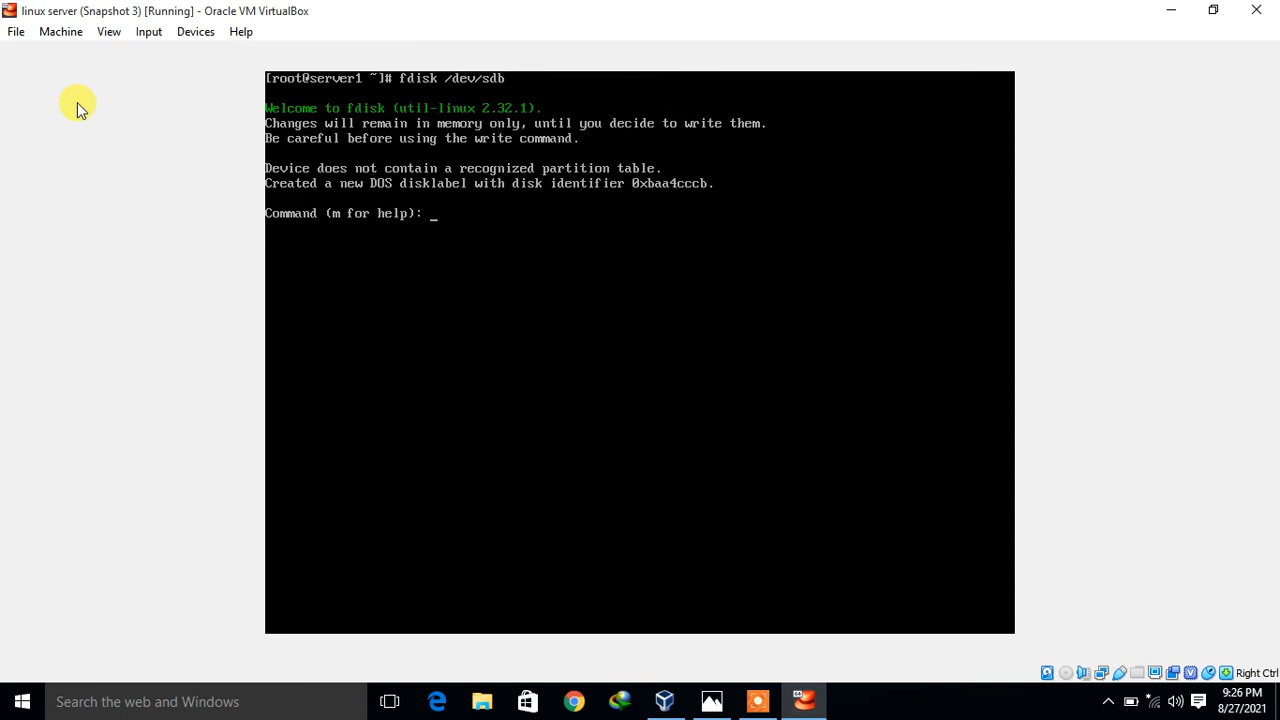 linux server (Snapshot 3) [Running] - Oracle VM VirtualBox
File Machine View Input Devices Help
[root@server1 ~]# fdisk /dev/sdb
Welcome to fdisk (util-linux 2.32.1).
Changes will remain in memory only, until you decide to write them.
Be careful before using the write command.
Device does not contain a recognized partition table.
Created a new DOS disklabel with disk identifier 0xbaa4cccb.
Command (m for help): _
Right Ctrl
Search the web and Windows
9:26 PM
8/27/2021